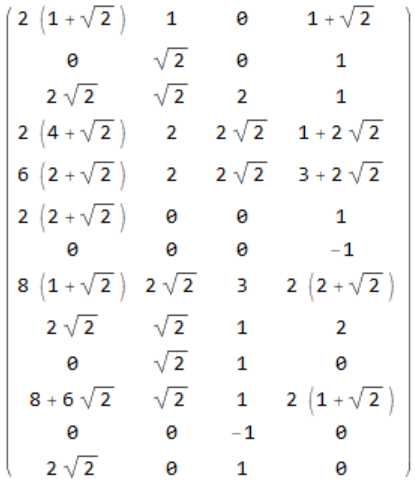 2 (1+√2) 1 0 1+√2
0 √2 0 1
2√2 √2 2 1
2 (4+√2) 2 2√2 1+2√2
6 (2+√2) 2 2√2 3+2√2
2 (2+√2) 0 0 1
0 0 0 -1
8 (1+√2) 2√2 3 2 (2+√2)
2√2 √2 1 2
0 √2 1 0
8+6√2 √2 1 2 (1+√2)
0 0 -1 0
2√2 0 1 0